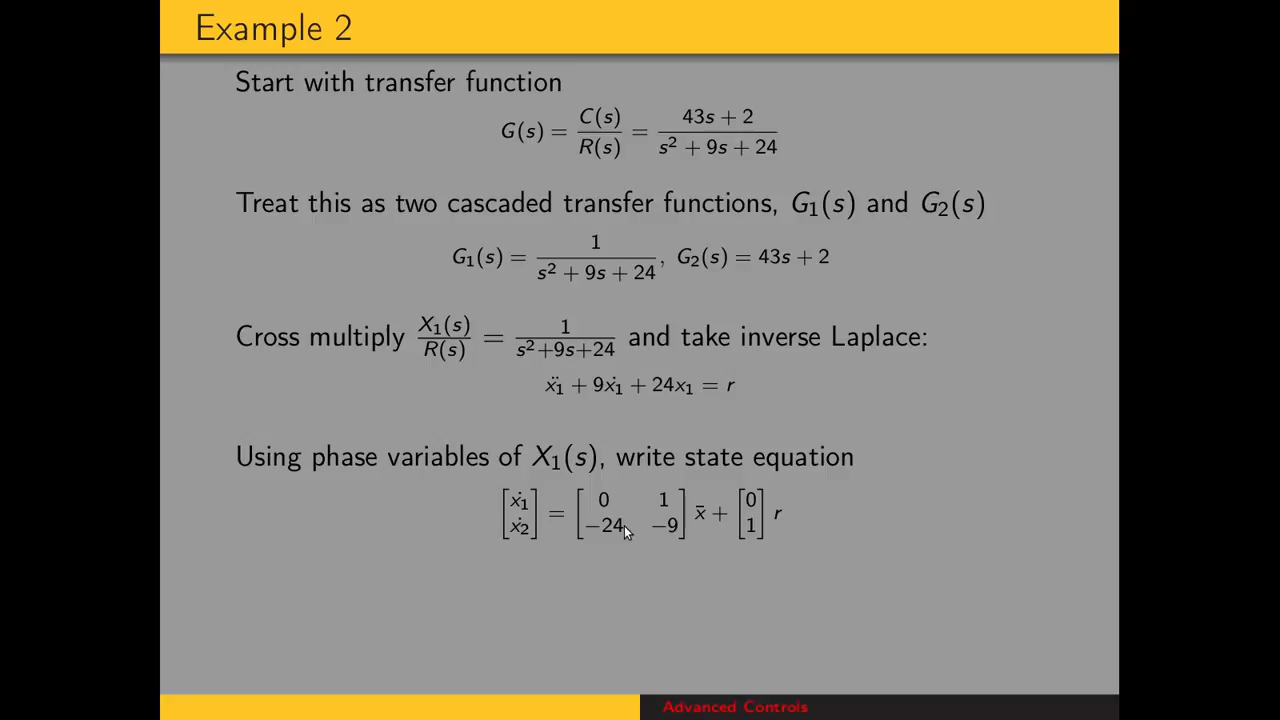 Example 2
Start with transfer function
G(s) = C(s)/R(s) = (43s + 2)/(s² + 9s + 24)
Treat this as two cascaded transfer functions, G₁(s) and G₂(s)
G₁(s) = 1/(s² + 9s + 24), G₂(s) = 43s + 2
Cross multiply X₁(s)/R(s) = 1/(s²+9s+24) and take inverse Laplace:
ẍ₁ + 9ẋ₁ + 24x₁ = r
Using phase variables of X₁(s), write state equation
[ẋ₁; ẋ₂] = [0 1; −24 −9] x̄ + [0; 1] r
Advanced Controls